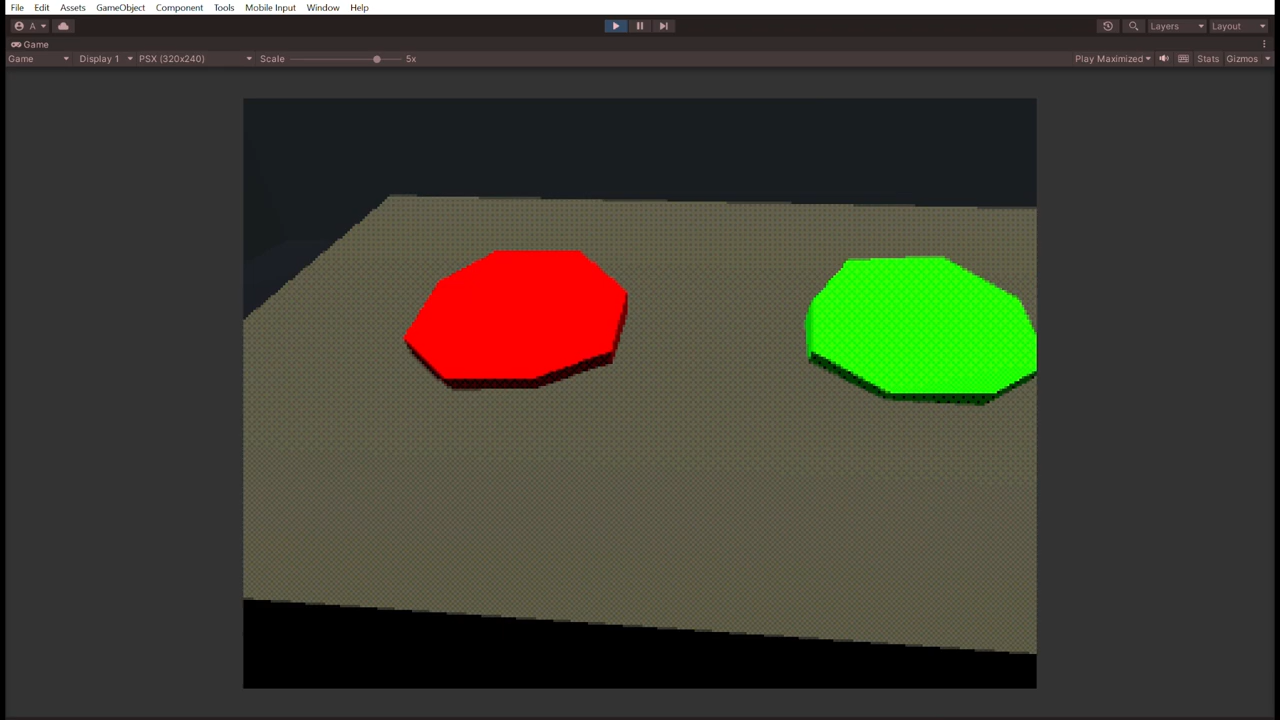 File Edit Assets GameObject Component Tools Mobile Input Window Help
A Layers Layout
Game
Game Display 1 PSX (320x240) Scale 5x Play Maximized Stats Gizmos